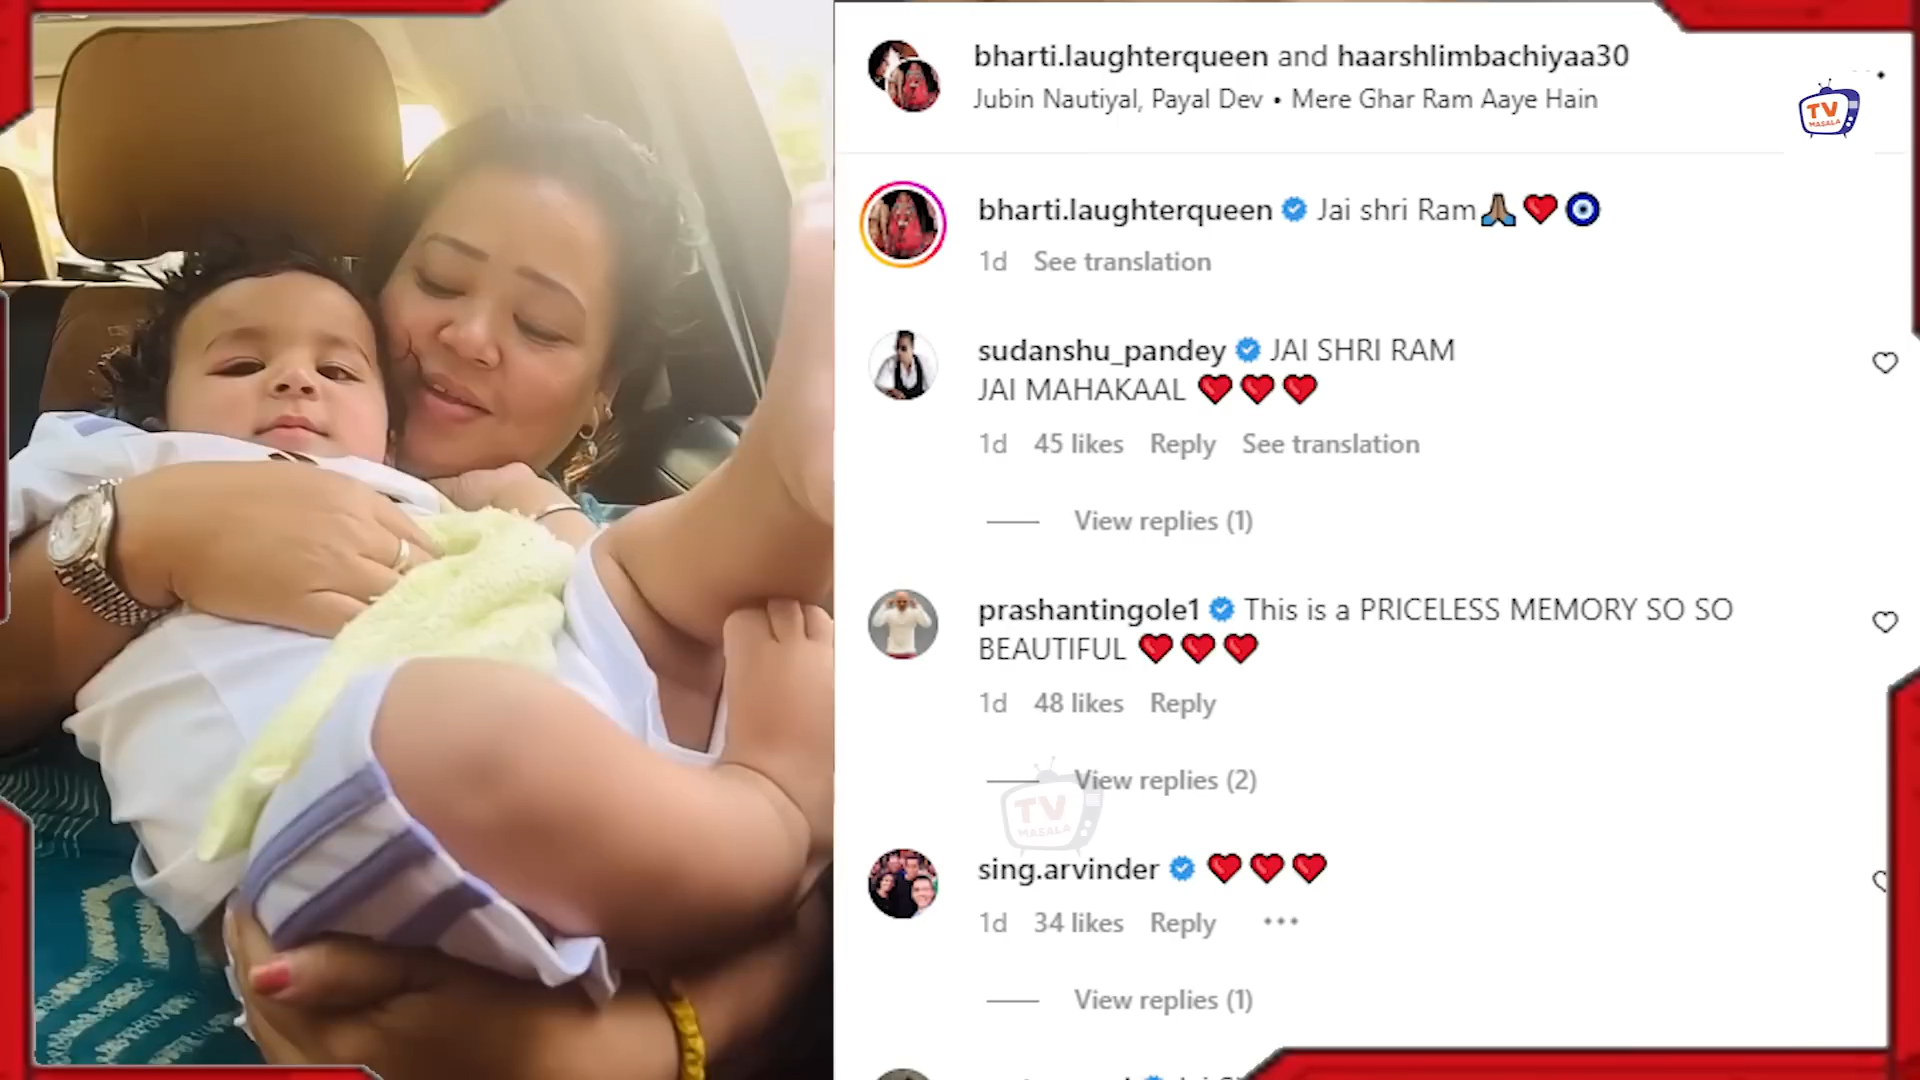 bharti.laughterqueen and haarshlimbachiyaa30
Jubin Nautiyal, Payal Dev • Mere Ghar Ram Aaye Hain
TV
MASALA
bharti.laughterqueen Jai shri Ram🙏🏽❤️🧿
1d See translation
sudanshu_pandey JAI SHRI RAM
JAI MAHAKAAL ❤️❤️❤️
1d 45 likes Reply See translation
View replies (1)
prashantingole1 This is a PRICELESS MEMORY SO SO
BEAUTIFUL ❤️❤️❤️
1d 48 likes Reply
View replies (2)
TV
MASALA
sing.arvinder ❤️❤️❤️
1d 34 likes Reply •••
View replies (1)